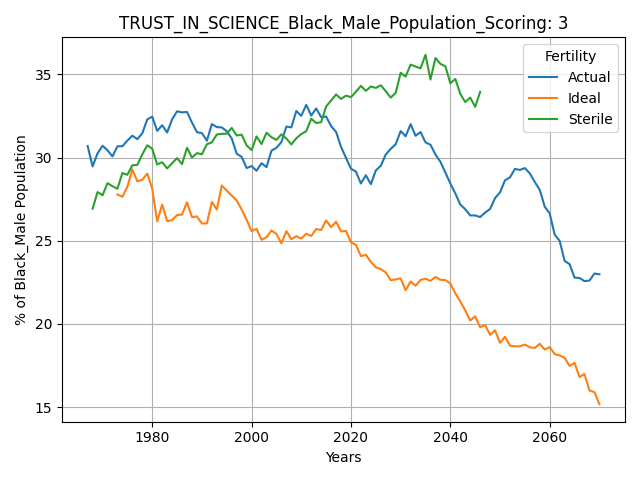 TRUST_IN_SCIENCE_Black_Male_Population_Scoring: 3
Fertility
Actual
Ideal
Sterile
% of Black_Male Population
35
30
25
20
15
1980
2000
2020
2040
2060
Years